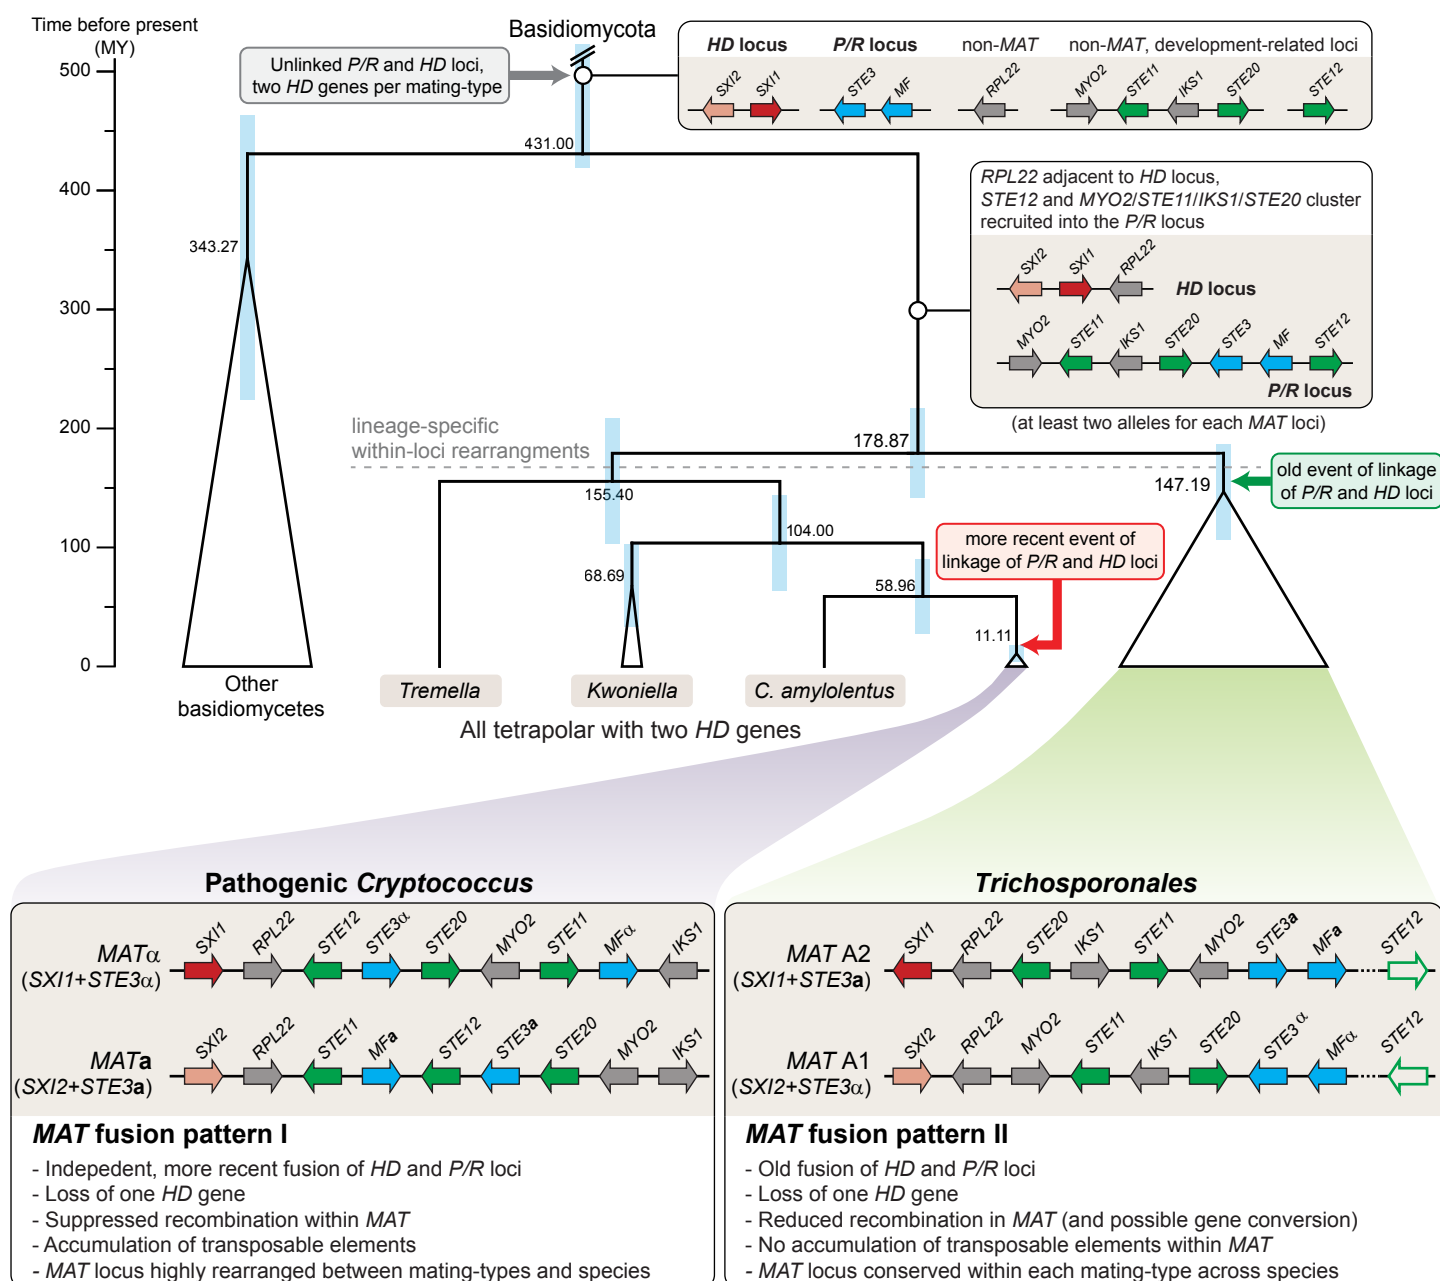 Time before present
(MY)
500
400
300
200
100
0
Basidiomycota
Unlinked P/R and HD loci,
two HD genes per mating-type
HD locus P/R locus non-MAT non-MAT, development-related loci
SXI2 SXI1 STE3 MF RPL22 MYO2 STE11 IKS1 STE20 STE12
431.00
343.27
RPL22 adjacent to HD locus,
STE12 and MYO2/STE11/IKS1/STE20 cluster
recruited into the P/R locus
SXI2 SXI1 RPL22
HD locus
MYO2 STE11 IKS1 STE20 STE3 MF STE12
P/R locus
(at least two alleles for each MAT loci)
lineage-specific
within-loci rearrangments
178.87
155.40
147.19
old event of linkage
of P/R and HD loci
104.00
more recent event of
linkage of P/R and HD loci
68.69
58.96
11.11
Other
basidiomycetes
Tremella
Kwoniella
C. amylolentus
All tetrapolar with two HD genes
Pathogenic Cryptococcus
SXI1 RPL22 STE12 STE3α STE20 MYO2 STE11 MFα IKS1
MATα
(SXI1+STE3α)
SXI2 RPL22 STE11 MFa STE12 STE3a STE20 MYO2 IKS1
MATa
(SXI2+STE3a)
MAT fusion pattern I
- Indepedent, more recent fusion of HD and P/R loci
- Loss of one HD gene
- Suppressed recombination within MAT
- Accumulation of transposable elements
- MAT locus highly rearranged between mating-types and species
Trichosporonales
SXI1 RPL22 STE20 IKS1 STE11 MYO2 STE3a MFa STE12
MAT A2
(SXI1+STE3a)
SXI2 RPL22 MYO2 STE11 IKS1 STE20 STE3α MFα STE12
MAT A1
(SXI2+STE3α)
MAT fusion pattern II
- Old fusion of HD and P/R loci
- Loss of one HD gene
- Reduced recombination in MAT (and possible gene conversion)
- No accumulation of transposable elements within MAT
- MAT locus conserved within each mating-type across species